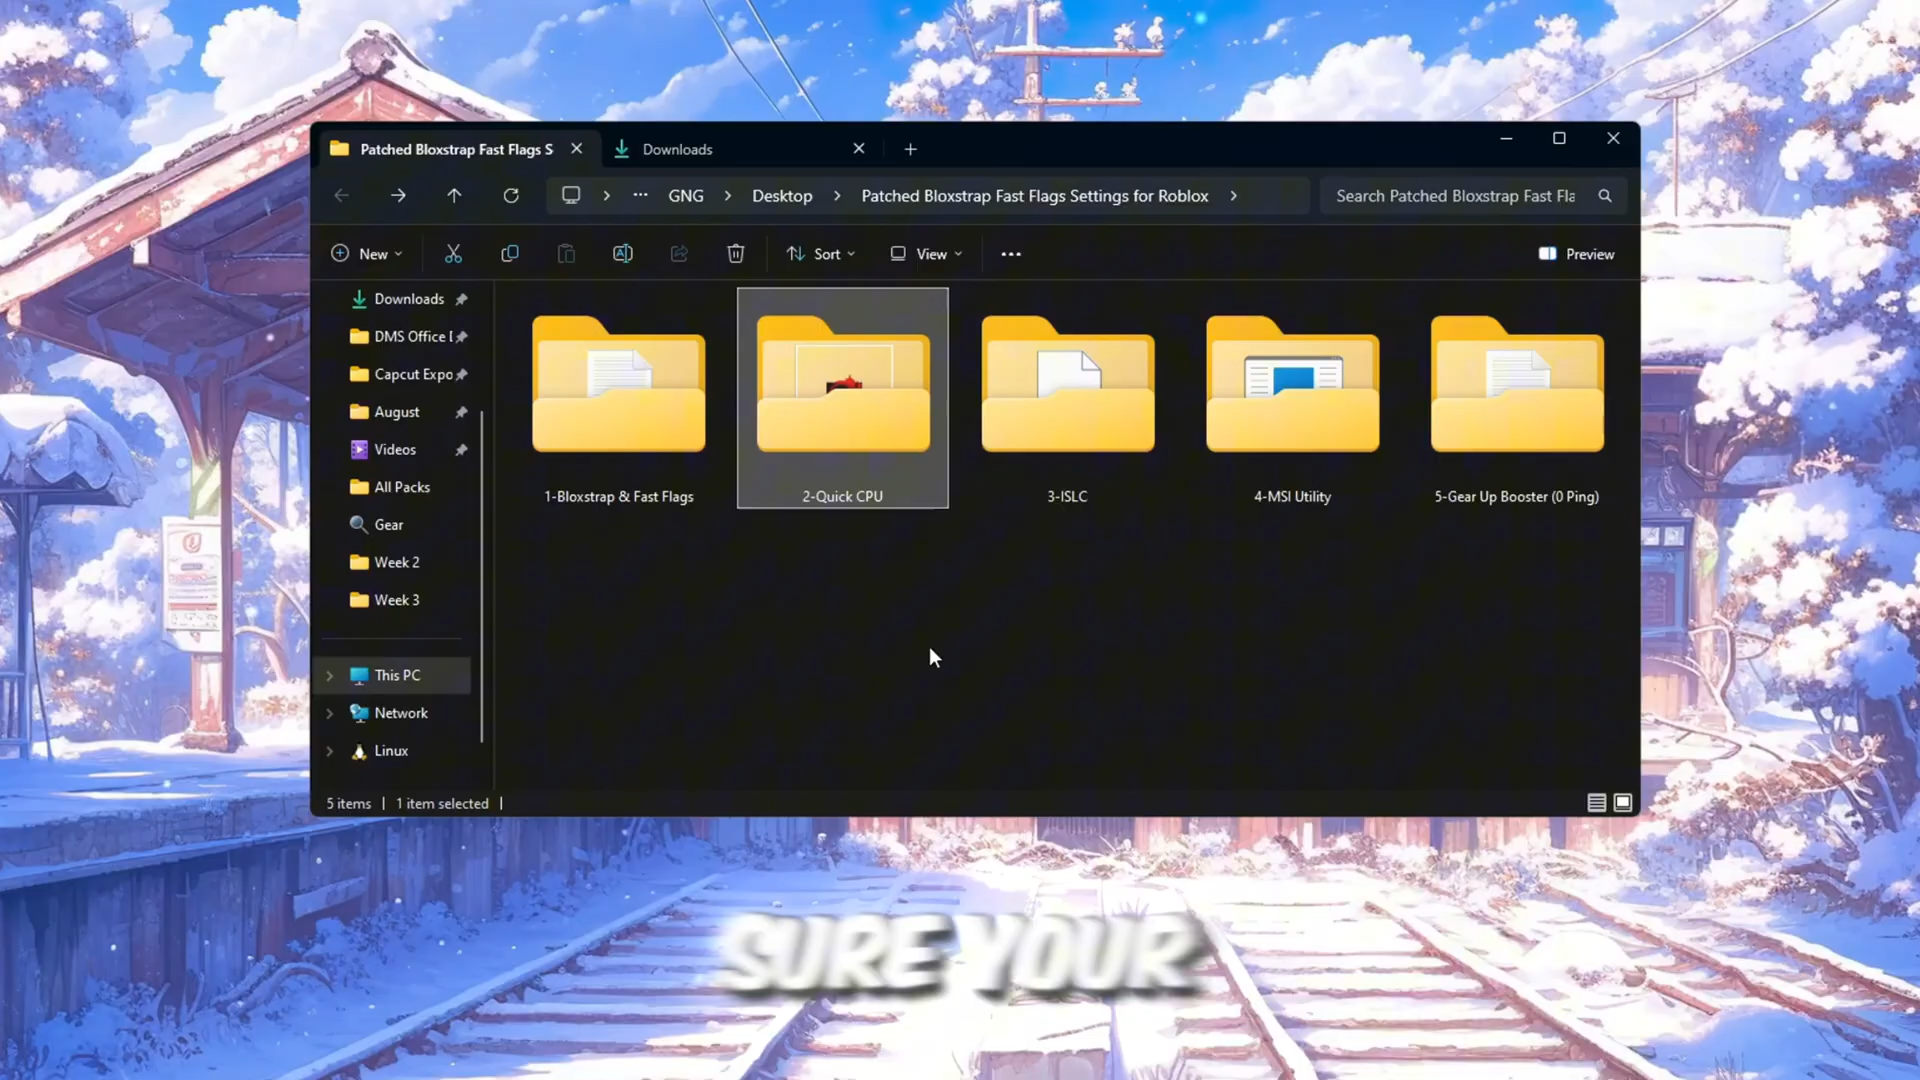 Patched Bloxstrap Fast Flags S
Downloads
GNG > Desktop > Patched Bloxstrap Fast Flags Settings for Roblox >
Search Patched Bloxstrap Fast Fla
New
Sort
View
Preview
Downloads
DMS Office
Capcut Expo
August
Videos
All Packs
Gear
Week 2
Week 3
This PC
Network
Linux
1-Bloxstrap & Fast Flags
2-Quick CPU
3-ISLC
4-MSI Utility
5-Gear Up Booster (0 Ping)
5 items | 1 item selected |
SURE YOUR